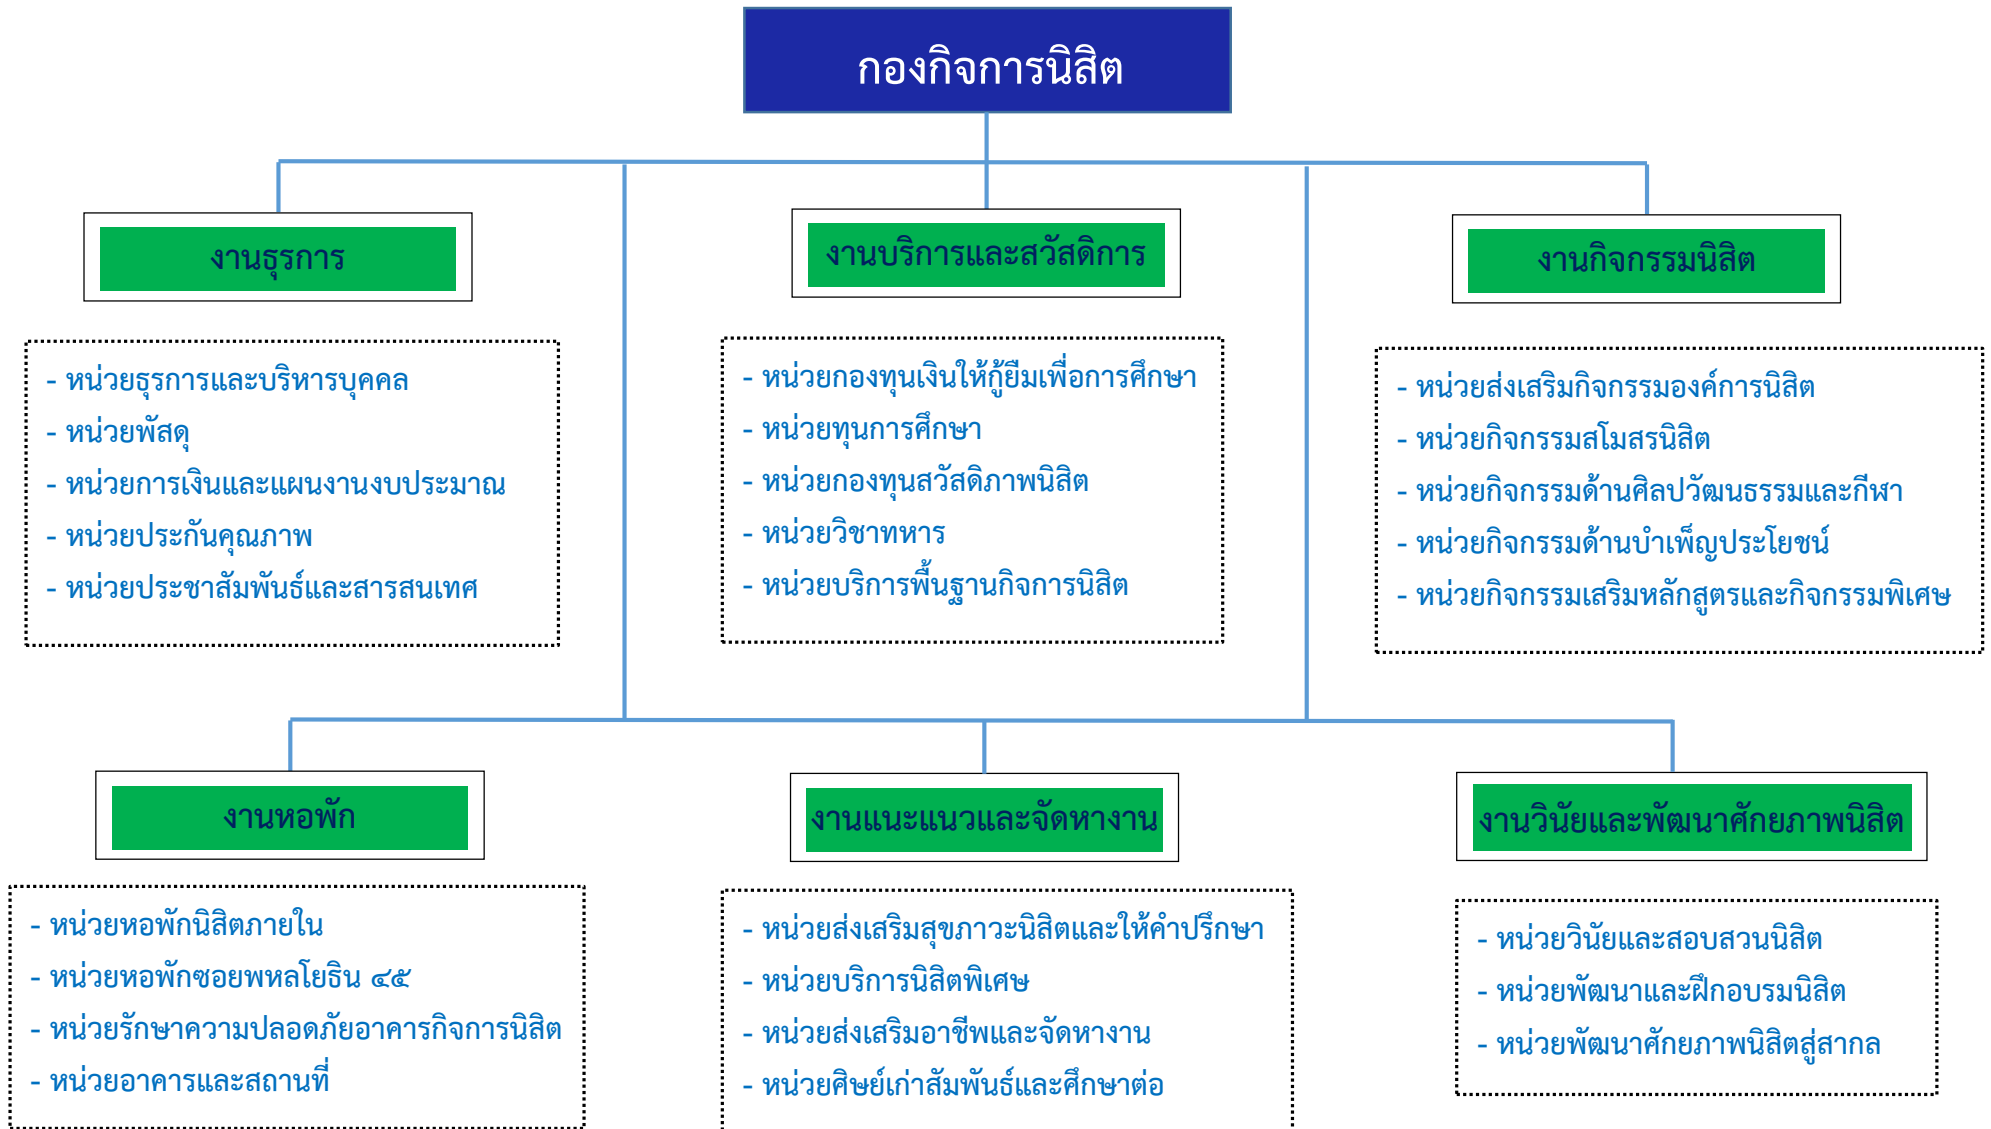 กองกิจการนิสิต
งานธุรการ
- หน่วยธุรการและบริหารบุคคล
- หน่วยพัสดุ
- หน่วยการเงินและแผนงานงบประมาณ
- หน่วยประกันคุณภาพ
- หน่วยประชาสัมพันธ์และสารสนเทศ
งานบริการและสวัสดิการ
- หน่วยกองทุนเงินให้กู้ยืมเพื่อการศึกษา
- หน่วยทุนการศึกษา
- หน่วยกองทุนสวัสดิภาพนิสิต
- หน่วยวิชาทหาร
- หน่วยบริการพื้นฐานกิจการนิสิต
งานกิจกรรมนิสิต
- หน่วยส่งเสริมกิจกรรมองค์การนิสิต
- หน่วยกิจกรรมสโมสรนิสิต
- หน่วยกิจกรรมด้านศิลปวัฒนธรรมและกีฬา
- หน่วยกิจกรรมด้านบำเพ็ญประโยชน์
- หน่วยกิจกรรมเสริมหลักสูตรและกิจกรรมพิเศษ
งานหอพัก
- หน่วยหอพักนิสิตภายใน
- หน่วยหอพักซอยพหลโยธิน ๔๕
- หน่วยรักษาความปลอดภัยอาคารกิจการนิสิต
- หน่วยอาคารและสถานที่
งานแนะแนวและจัดหางาน
- หน่วยส่งเสริมสุขภาวะนิสิตและให้คำปรึกษา
- หน่วยบริการนิสิตพิเศษ
- หน่วยส่งเสริมอาชีพและจัดหางาน
- หน่วยศิษย์เก่าสัมพันธ์และศึกษาต่อ
งานวินัยและพัฒนาศักยภาพนิสิต
- หน่วยวินัยและสอบสวนนิสิต
- หน่วยพัฒนาและฝึกอบรมนิสิต
- หน่วยพัฒนาศักยภาพนิสิตสู่สากล